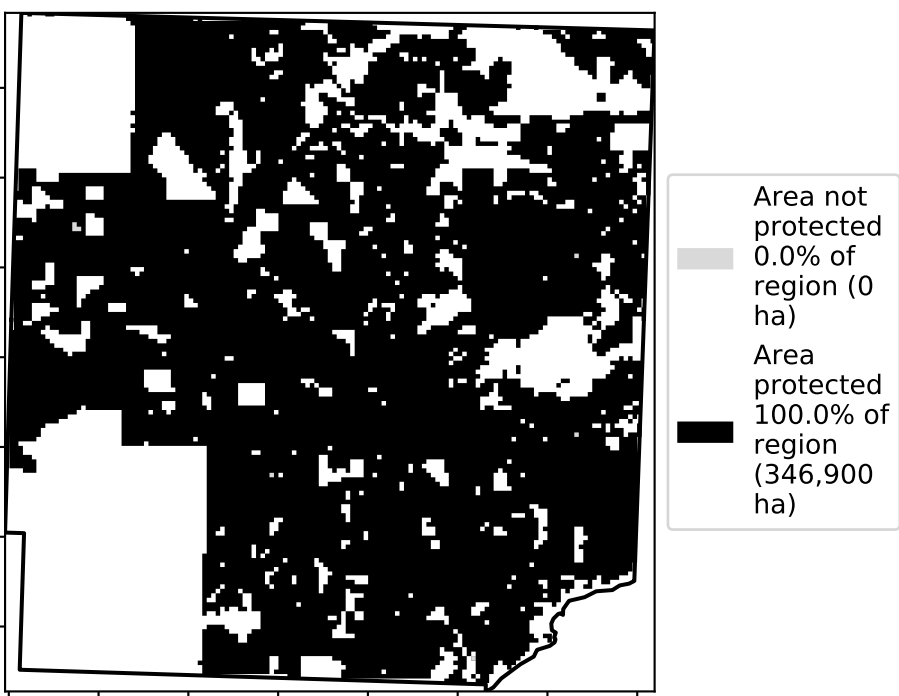 Area not
protected
0.0% of
region (0
ha)
Area
protected
100.0% of
region
(346,900
ha)